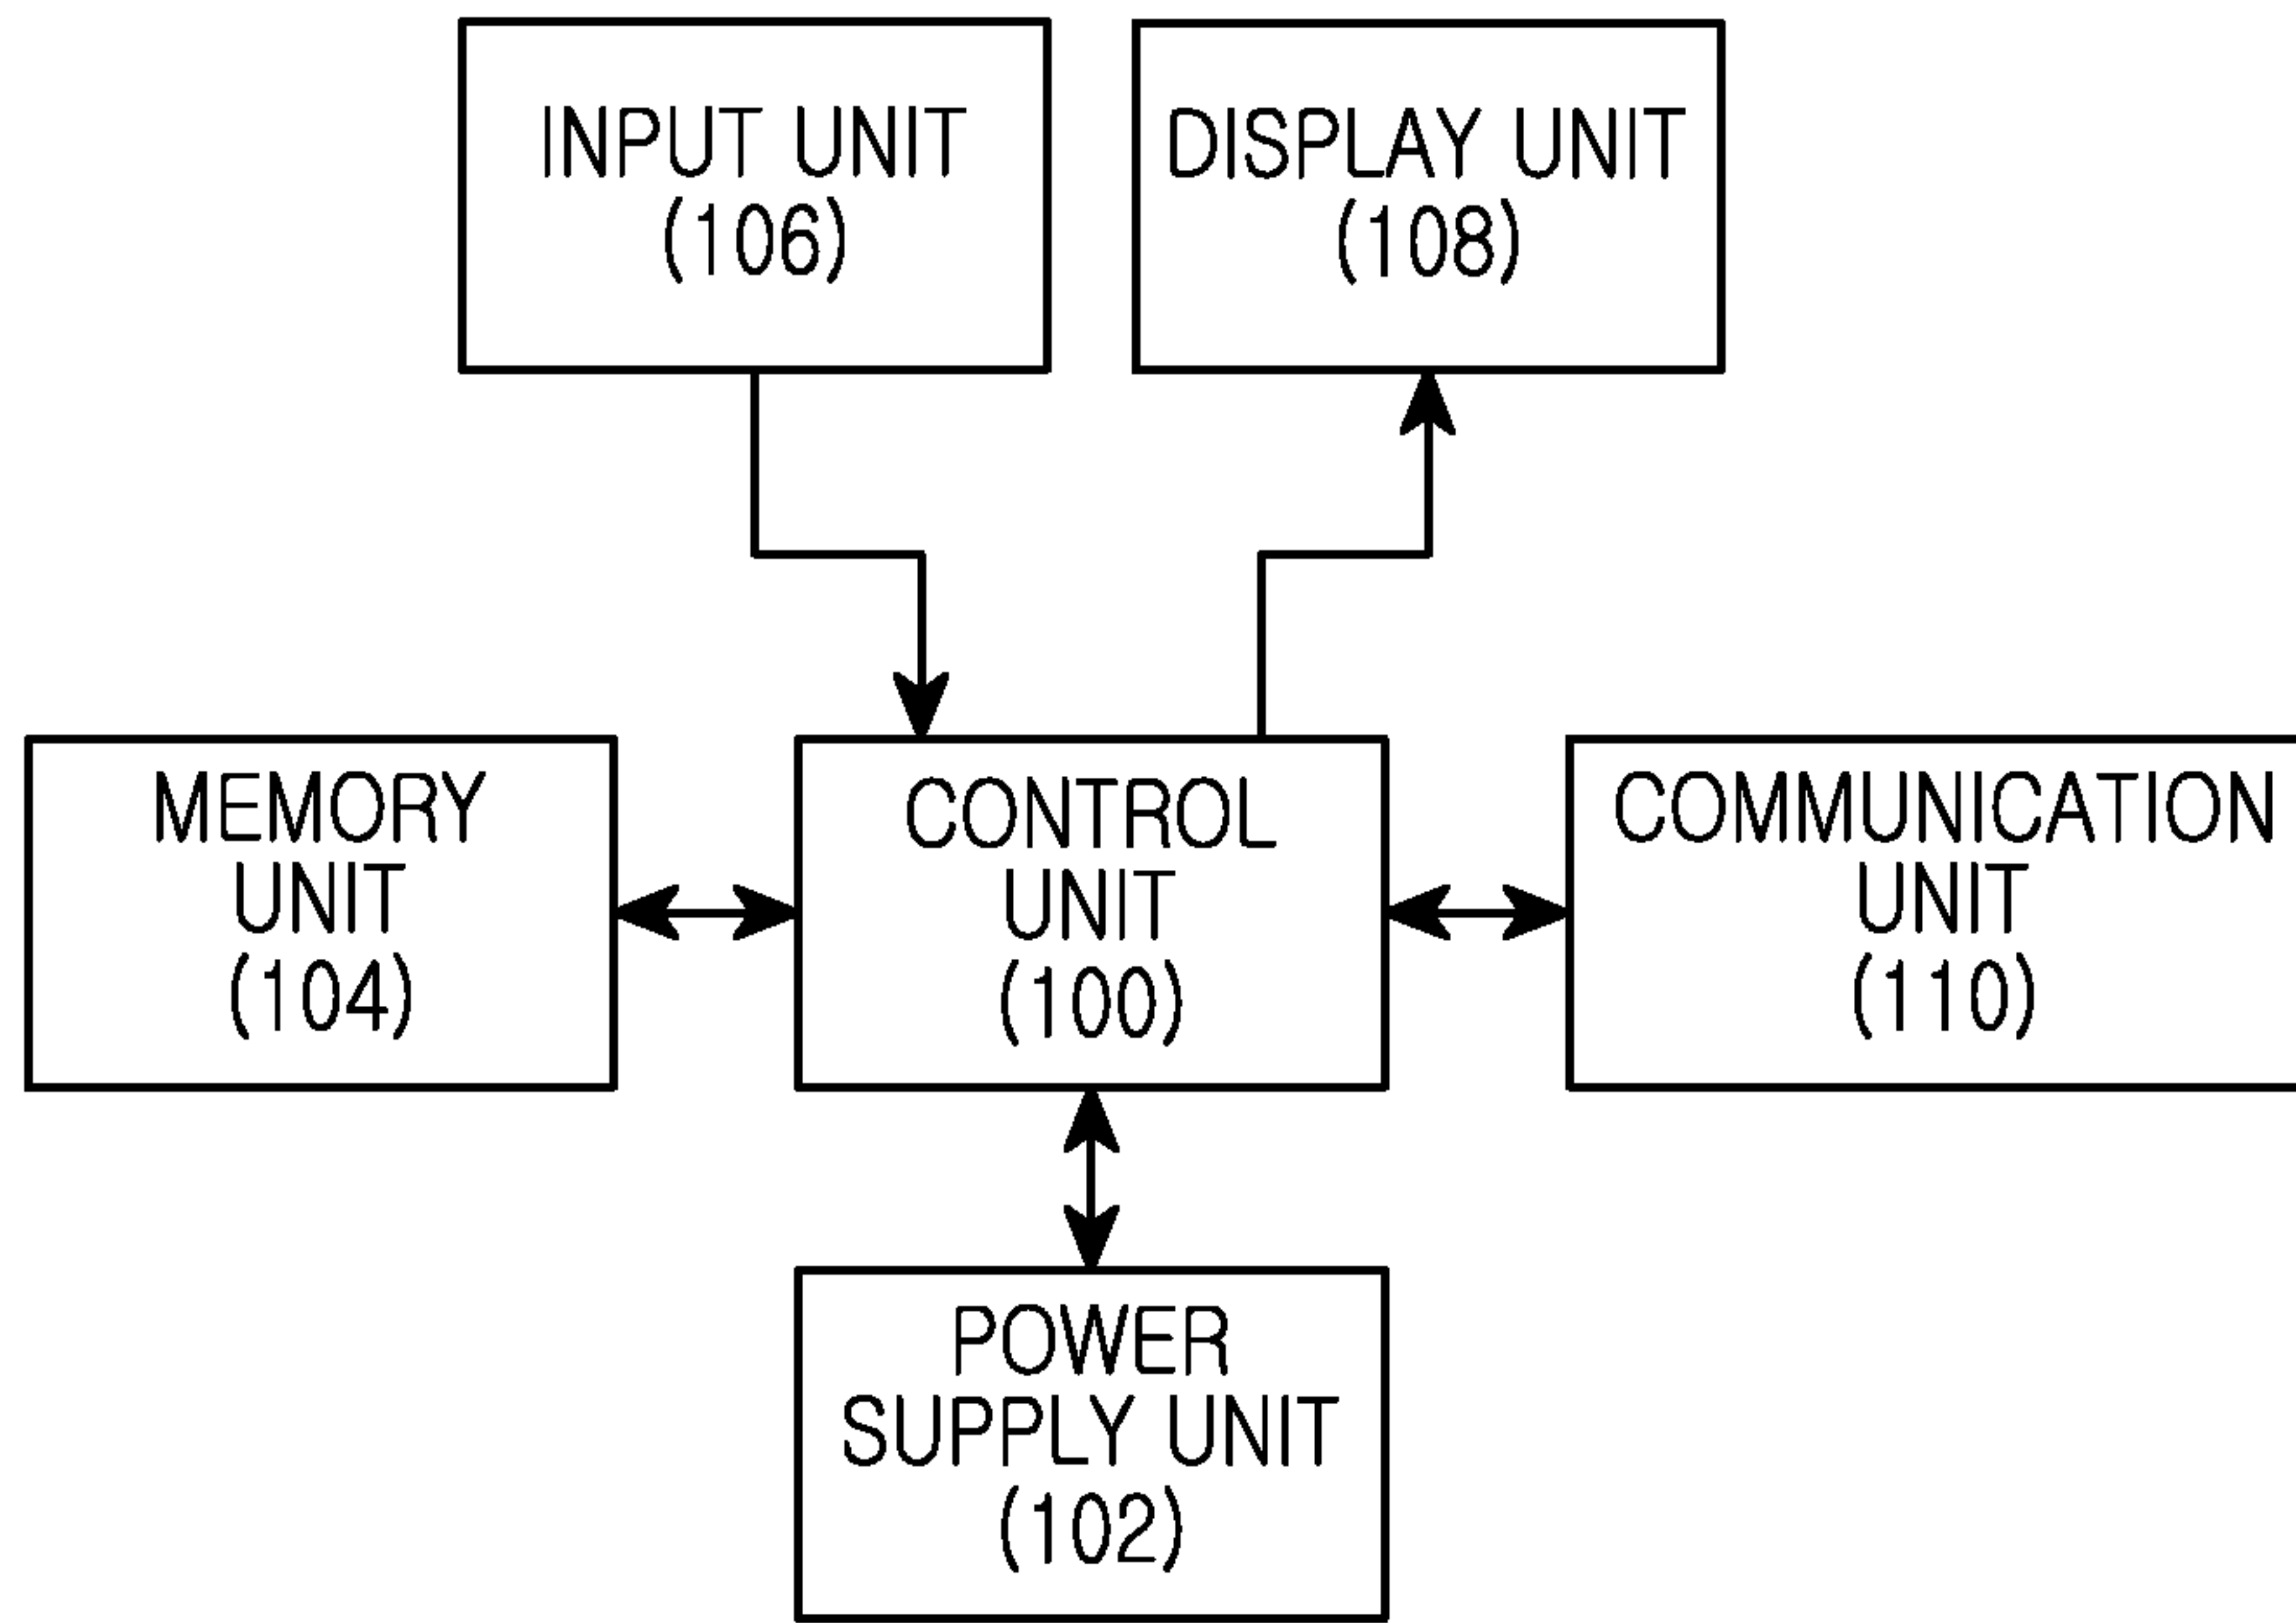 INPUT UNIT
(106)
DISPLAY UNIT
(108)
MEMORY
UNIT
(104)
CONTROL
UNIT
(100)
COMMUNICATION
UNIT
(110)
POWER
SUPPLY UNIT
(102)